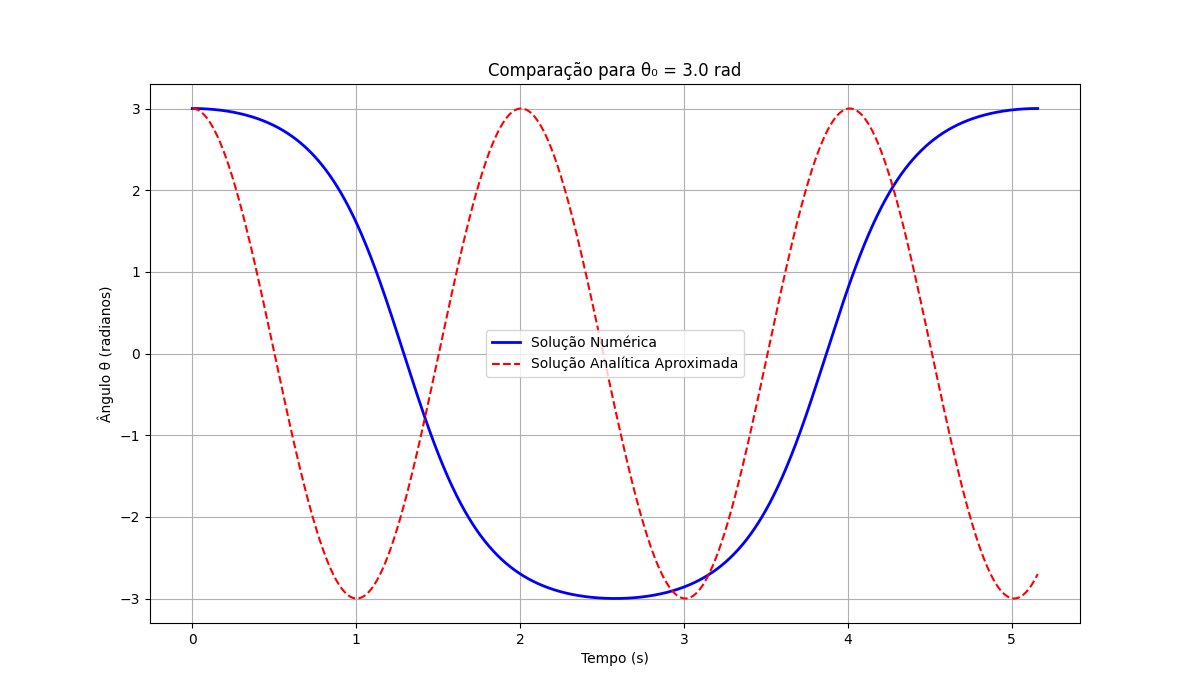 Comparação para θ₀ = 3.0 rad
Ângulo θ (radianos)
3
2
1
0
−1
−2
−3
Solução Numérica
Solução Analítica Aproximada
0 1 2 3 4 5
Tempo (s)